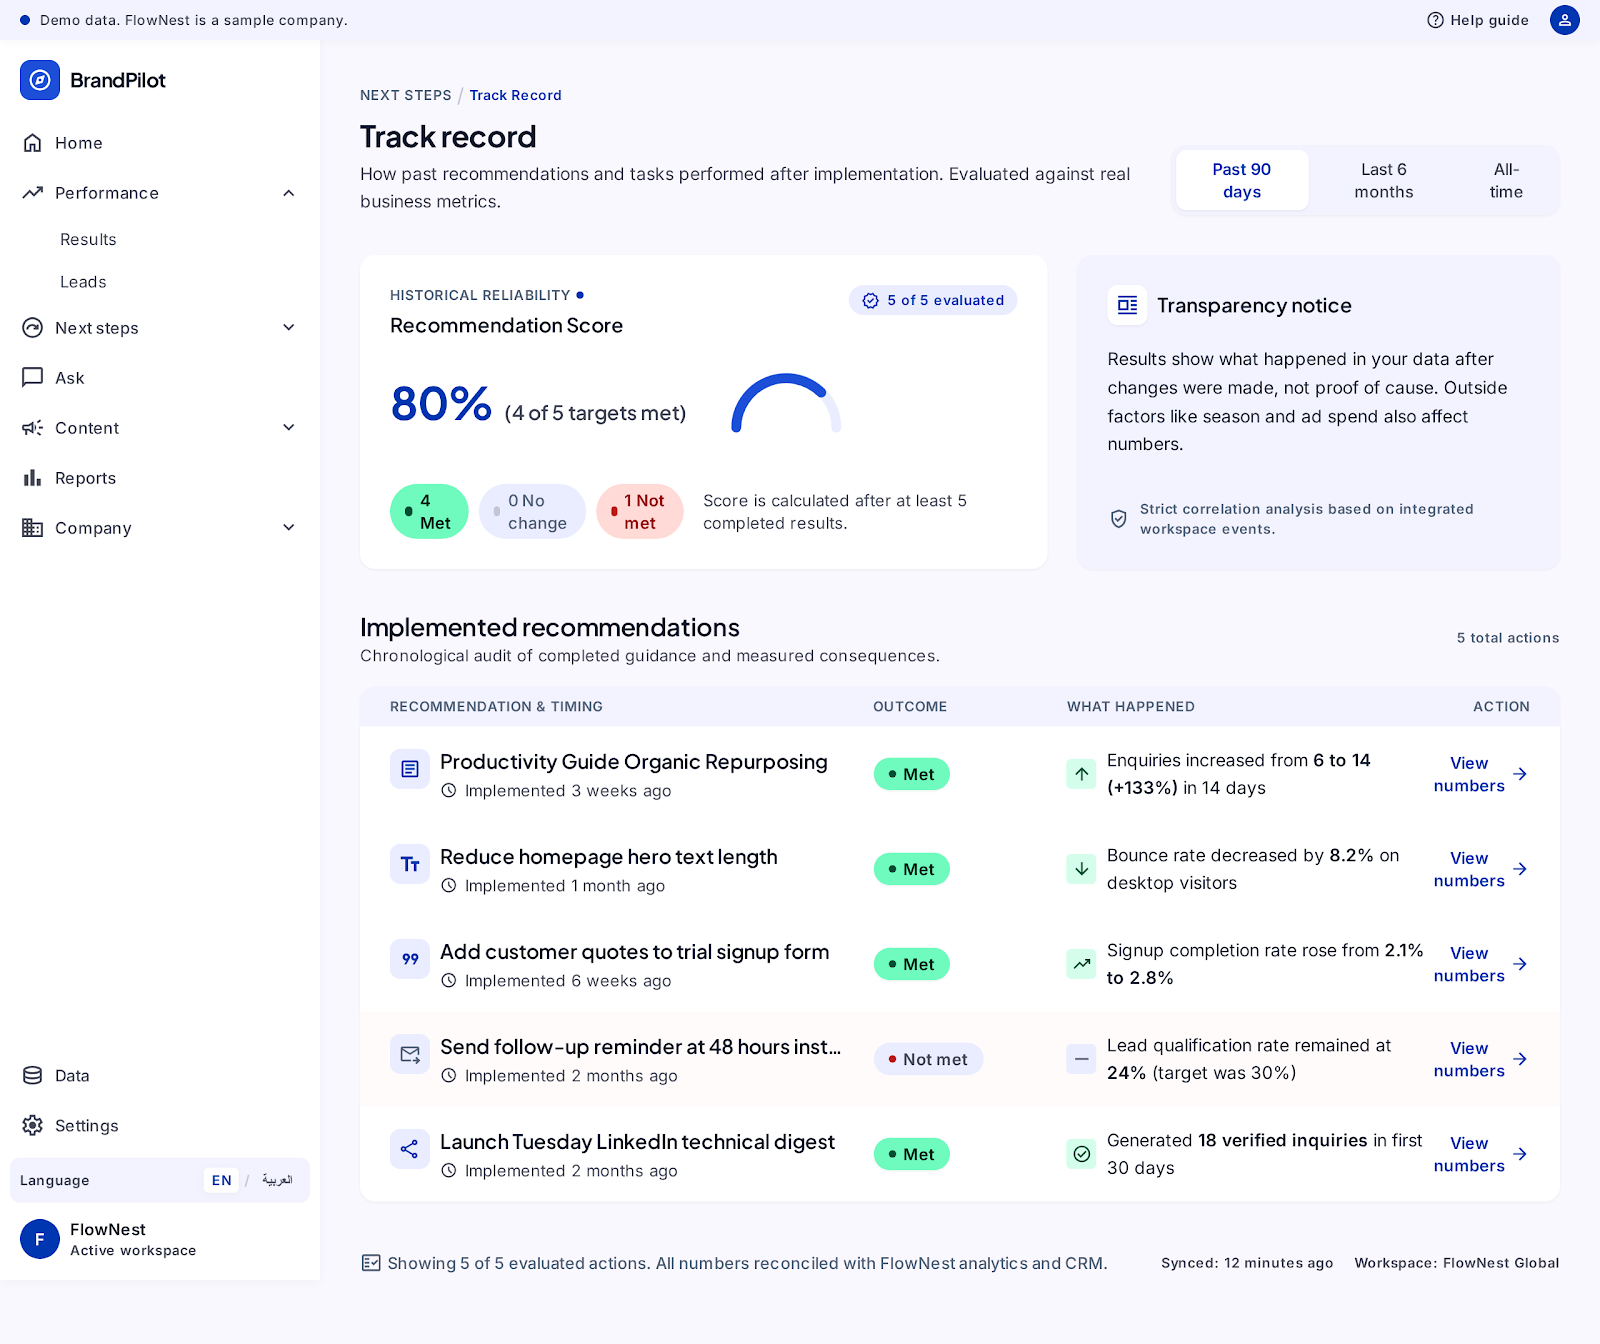 Demo data. FlowNest is a sample company.
Help guide
BrandPilot
Home
Performance
Results
Leads
Next steps
Ask
Content
Reports
Company
Data
Settings
Language
EN / العربية
F
FlowNest
Active workspace
NEXT STEPS / Track Record
Track record
How past recommendations and tasks performed after implementation. Evaluated against real
business metrics.
Past 90
days
Last 6
months
All-
time
HISTORICAL RELIABILITY
Recommendation Score
5 of 5 evaluated
80% (4 of 5 targets met)
4
Met
0 No
change
1 Not
met
Score is calculated after at least 5
completed results.
Transparency notice
Results show what happened in your data after
changes were made, not proof of cause. Outside
factors like season and ad spend also affect
numbers.
Strict correlation analysis based on integrated
workspace events.
Implemented recommendations
Chronological audit of completed guidance and measured consequences.
5 total actions
RECOMMENDATION & TIMING
OUTCOME
WHAT HAPPENED
ACTION
Productivity Guide Organic Repurposing
Implemented 3 weeks ago
Met
Enquiries increased from 6 to 14
(+133%) in 14 days
View
numbers
Tт
Reduce homepage hero text length
Implemented 1 month ago
Met
Bounce rate decreased by 8.2% on
desktop visitors
View
numbers
Add customer quotes to trial signup form
Implemented 6 weeks ago
Met
Signup completion rate rose from 2.1%
to 2.8%
View
numbers
Send follow-up reminder at 48 hours inst...
Implemented 2 months ago
Not met
Lead qualification rate remained at
24% (target was 30%)
View
numbers
Launch Tuesday LinkedIn technical digest
Implemented 2 months ago
Met
Generated 18 verified inquiries in first
30 days
View
numbers
Showing 5 of 5 evaluated actions. All numbers reconciled with FlowNest analytics and CRM.
Synced: 12 minutes ago
Workspace: FlowNest Global